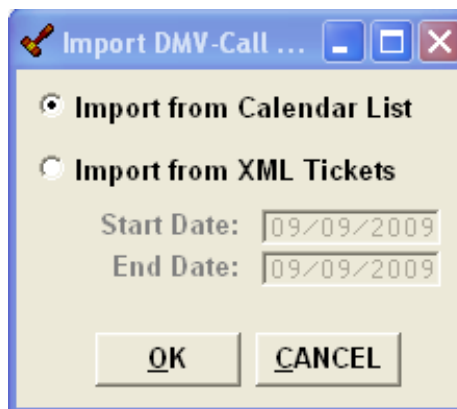 Import DMV-Call ...
Import from Calendar List
Import from XML Tickets
Start Date: 09/09/2009
End Date: 09/09/2009
OK CANCEL